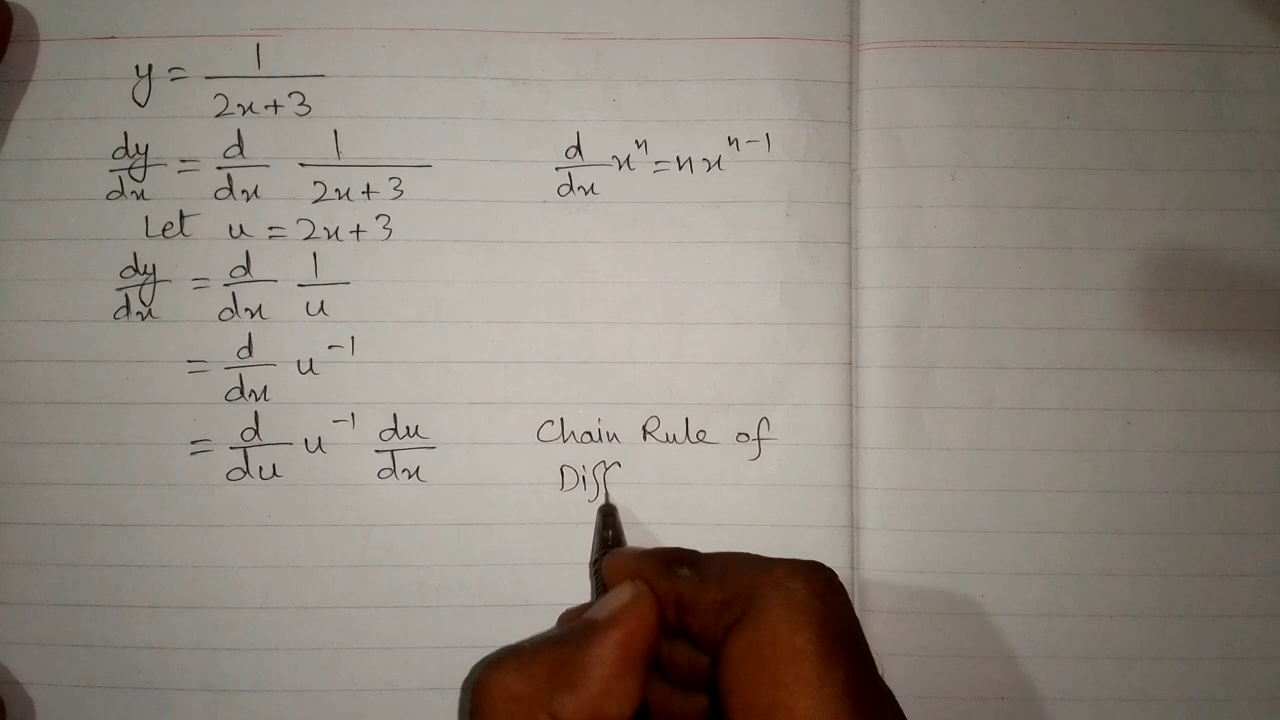 y = 1/(2x+3)
dy/dx = d/dx 1/(2x+3)
d/dx x^n = n x^(n-1)
Let u = 2x+3
dy/dx = d/dx 1/u
= d/dx u^-1
= d/du u^-1 du/dx
Chain Rule of
Diff